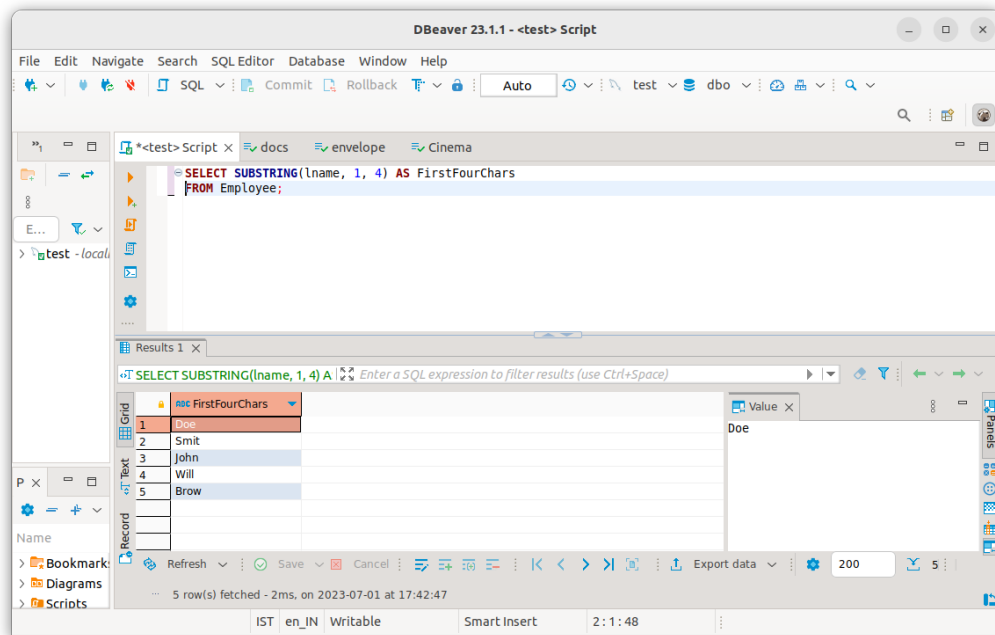 DBeaver 23.1.1 - <test> Script
File Edit Navigate Search SQL Editor Database Window Help
SQL Commit Rollback Auto test dbo
*<test> Script docs envelope Cinema
SELECT SUBSTRING(lname, 1, 4) AS FirstFourChars
FROM Employee;
E...
test - locall
Results 1
SELECT SUBSTRING(lname, 1, 4) A Enter a SQL expression to filter results (use Ctrl+Space)
Grid
Text
Record
ABC FirstFourChars
1 Doe
2 Smit
3 John
4 Will
5 Brow
Value
Doe
Panels
P
Name
Bookmark
Diagrams
Scripts
Refresh Save Cancel Export data 200 5
5 row(s) fetched - 2ms, on 2023-07-01 at 17:42:47
IST en_IN Writable Smart Insert 2 : 1 : 48